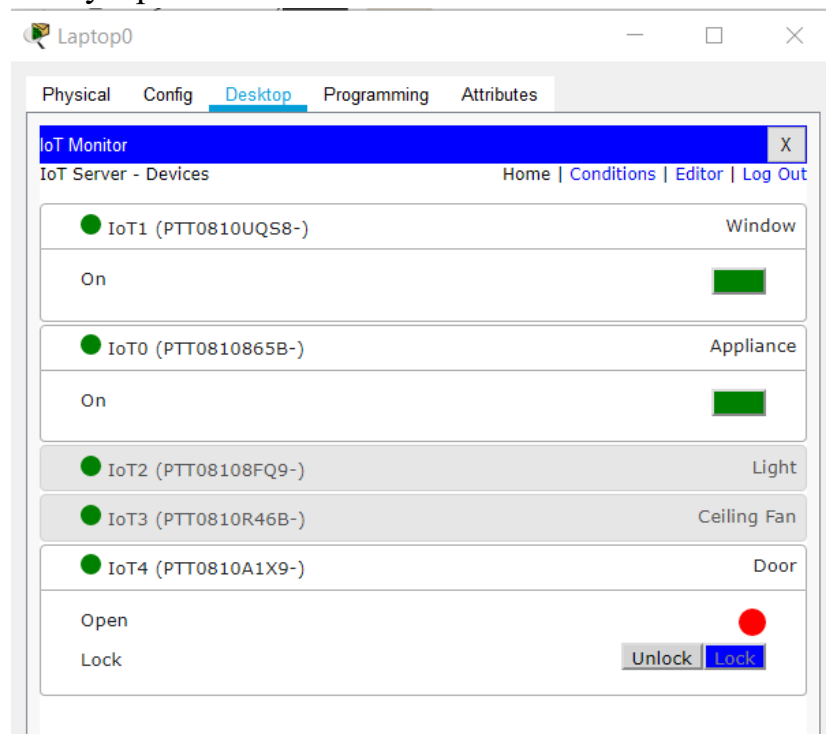 Laptop0
Physical Config Desktop Programming Attributes
IoT Monitor X
IoT Server - Devices Home | Conditions | Editor | Log Out
IoT1 (PTT0810UQS8-) Window
On
IoT0 (PTT0810865B-) Appliance
On
IoT2 (PTT08108FQ9-) Light
IoT3 (PTT0810R46B-) Ceiling Fan
IoT4 (PTT0810A1X9-) Door
Open
Lock Unlock Lock